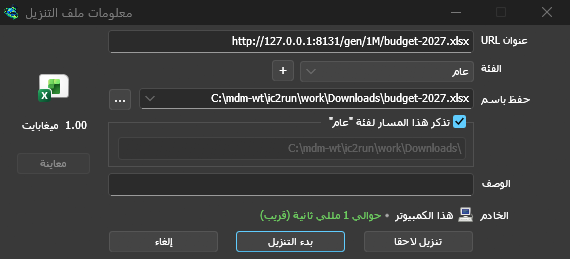 معلومات ملف التنزيل
عنوان URL http://127.0.0.1:8131/gen/1M/budget-2027.xlsx
الفئة عام +
حفظ باسم C:\mdm-wt\ic2run\work\Downloads\budget-2027.xlsx ...
تذكر هذا المسار لفئة "عام"
C:\mdm-wt\ic2run\work\Downloads\
1.00 ميغابايت
معاينة
الوصف
الخادم هذا الكمبيوتر • حوالي 1 مللي ثانية (قريب)
تنزيل لاحقا بدء التنزيل إلغاء